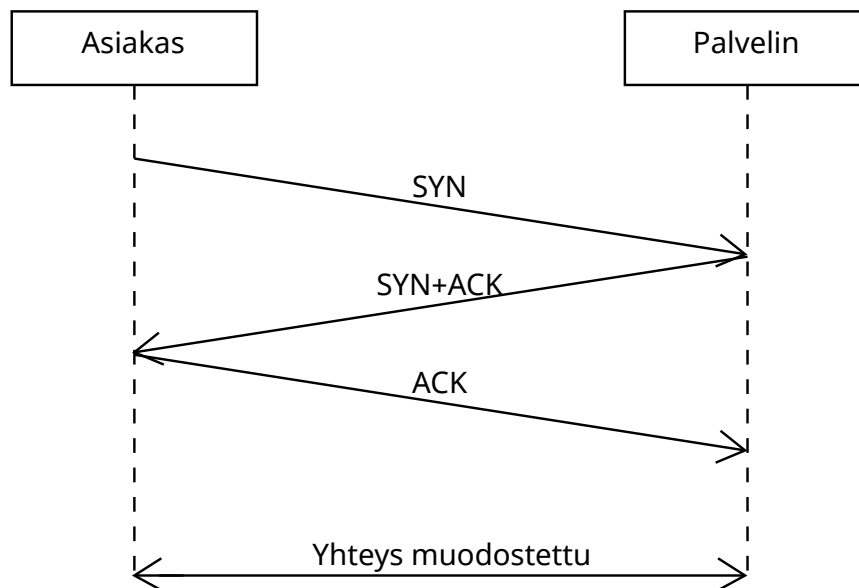 Asiakas
Palvelin
SYN
SYN+ACK
ACK
Yhteys muodostettu